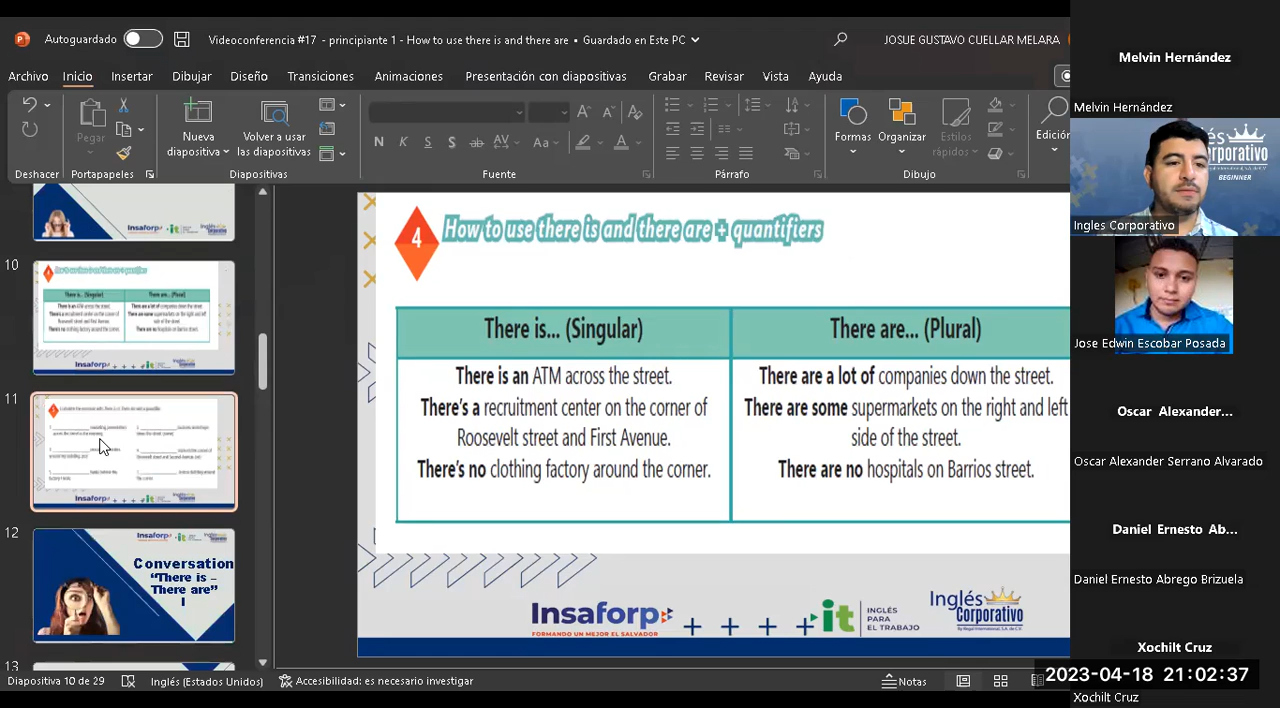 Autoguardado
Videoconferencia #17 - principiante 1 - How to use there is and there are • Guardado en Este PC
JOSUE GUSTAVO CUELLAR MELARA
Archivo Inicio Insertar Dibujar Diseño Transiciones Animaciones Presentación con diapositivas Grabar Revisar Vista Ayuda
Pegar
Nueva diapositiva
Volver a usar las diapositivas
Formas
Organizar
Estilos rápidos
Edición
Deshacer Portapapeles Diapositivas Fuente Párrafo Dibujo
10
11
12
Conversation
"There is –
There are"
I
13
4
How to use there is and there are + quantifiers
There is... (Singular)
There are... (Plural)
There is an ATM across the street.
There's a recruitment center on the corner of
Roosevelt street and First Avenue.
There's no clothing factory around the corner.
There are a lot of companies down the street.
There are some supermarkets on the right and left
side of the street.
There are no hospitals on Barrios street.
Insaforp
FORMANDO UN MEJOR EL SALVADOR
it
INGLÉS
PARA
EL TRABAJO
Inglés
Corporativo
Diapositiva 10 de 29
Inglés (Estados Unidos)
Accesibilidad: es necesario investigar
Notas
Melvin Hernández
Melvin Hernández
BEGINNER
Ingles Corporativo
Jose Edwin Escobar Posada
Oscar Alexander...
Oscar Alexander Serrano Alvarado
Daniel Ernesto Ab...
Daniel Ernesto Abrego Brizuela
Xochilt Cruz
2023-04-18 21:02:37
Xochilt Cruz